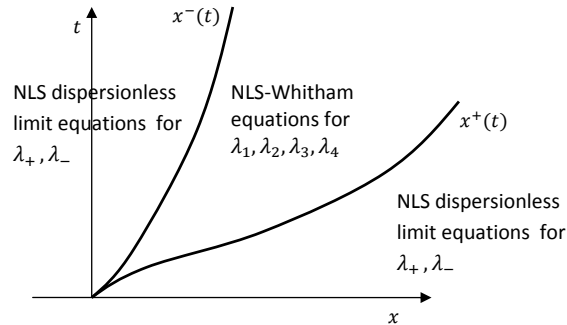 t
x⁻(t)
NLS dispersionless
limit equations for
λ₊ , λ₋
NLS-Whitham
equations for
λ₁, λ₂, λ₃, λ₄
x⁺(t)
NLS dispersionless
limit equations for
λ₊ , λ₋
x